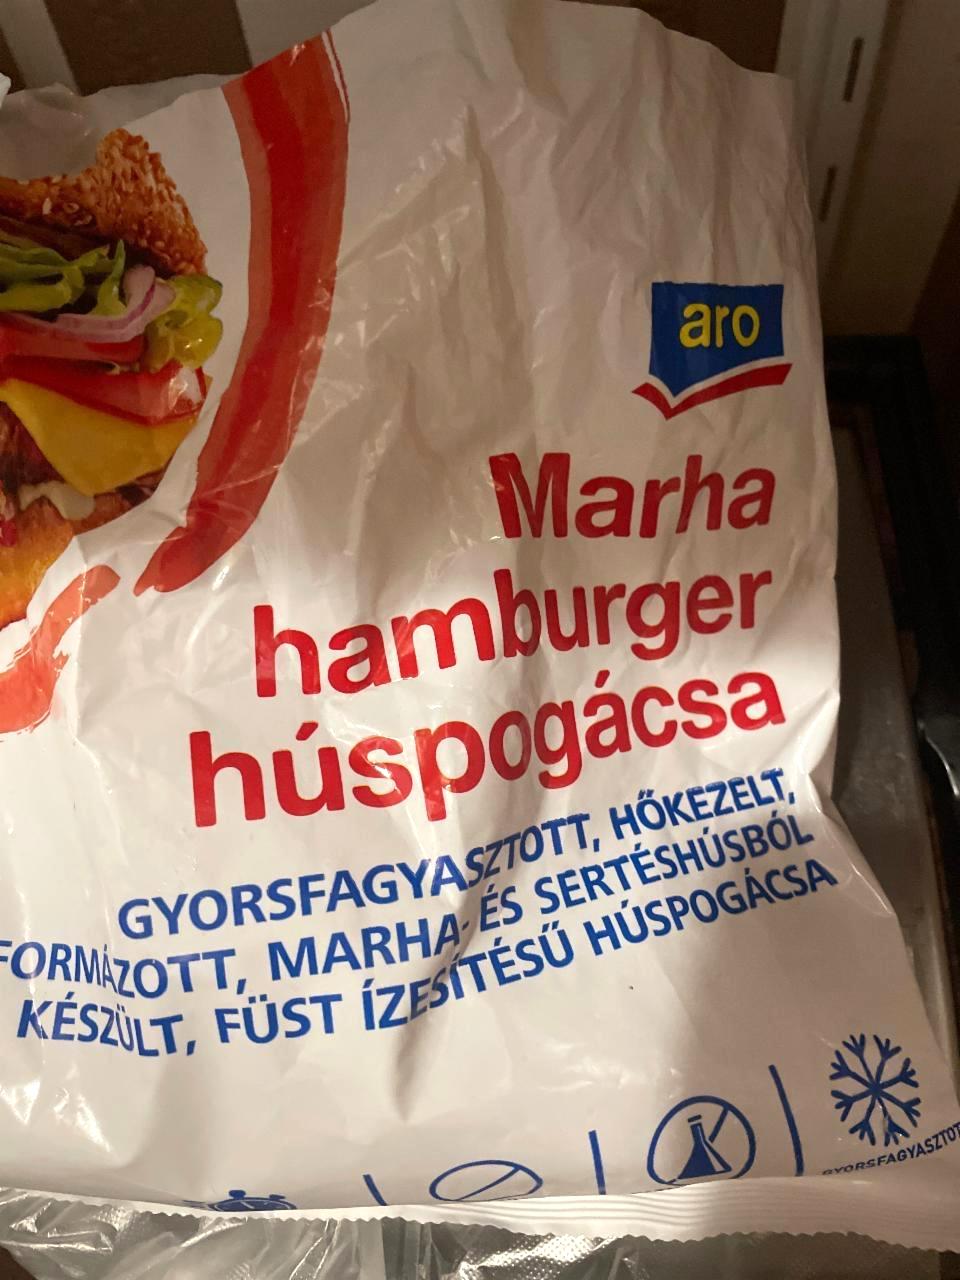 aro
Marha
hamburger
húspogácsa
GYORSFAGYASZTOTT, HŐKEZELT,
FORMÁZOTT, MARHA- ÉS SERTÉSHÚSBÓL
KÉSZÜLT, FÜST ÍZESÍTÉSŰ HÚSPOGÁCSA
GYORSFAGYASZTOTT